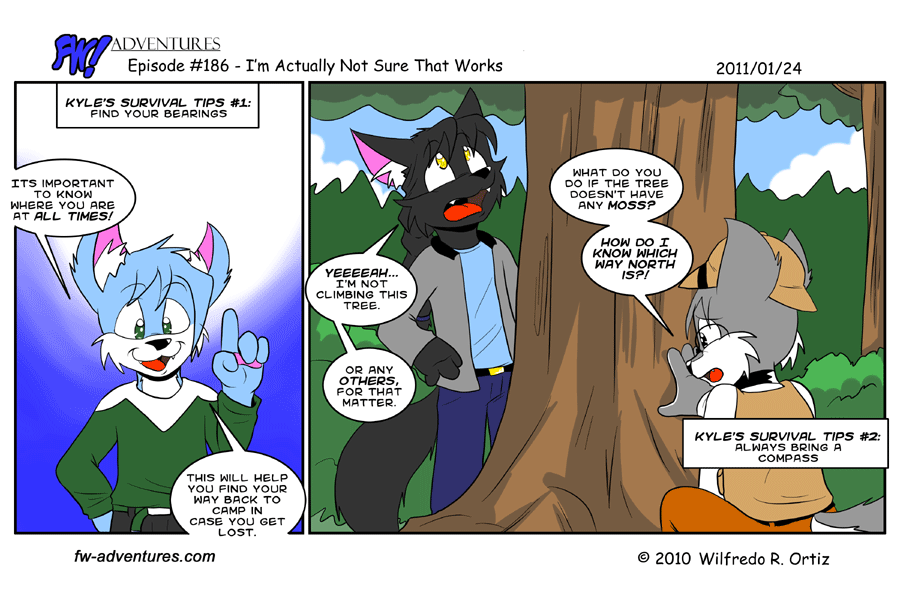 FW! ADVENTURES
Episode #186 - I'm Actually Not Sure That Works
2011/01/24
KYLE'S SURVIVAL TIPS #1:
FIND YOUR BEARINGS
ITS IMPORTANT
TO KNOW
WHERE YOU ARE
AT ALL TIMES!
THIS WILL HELP
YOU FIND YOUR
WAY BACK TO
CAMP IN
CASE YOU GET
LOST.
YEEEEAH...
I'M NOT
CLIMBING THIS
TREE.
OR ANY
OTHERS,
FOR THAT
MATTER.
WHAT DO YOU
DO IF THE TREE
DOESN'T HAVE
ANY MOSS?
HOW DO I
KNOW WHICH
WAY NORTH
IS?!
KYLE'S SURVIVAL TIPS #2:
ALWAYS BRING A
COMPASS
fw-adventures.com
© 2010 Wilfredo R. Ortiz